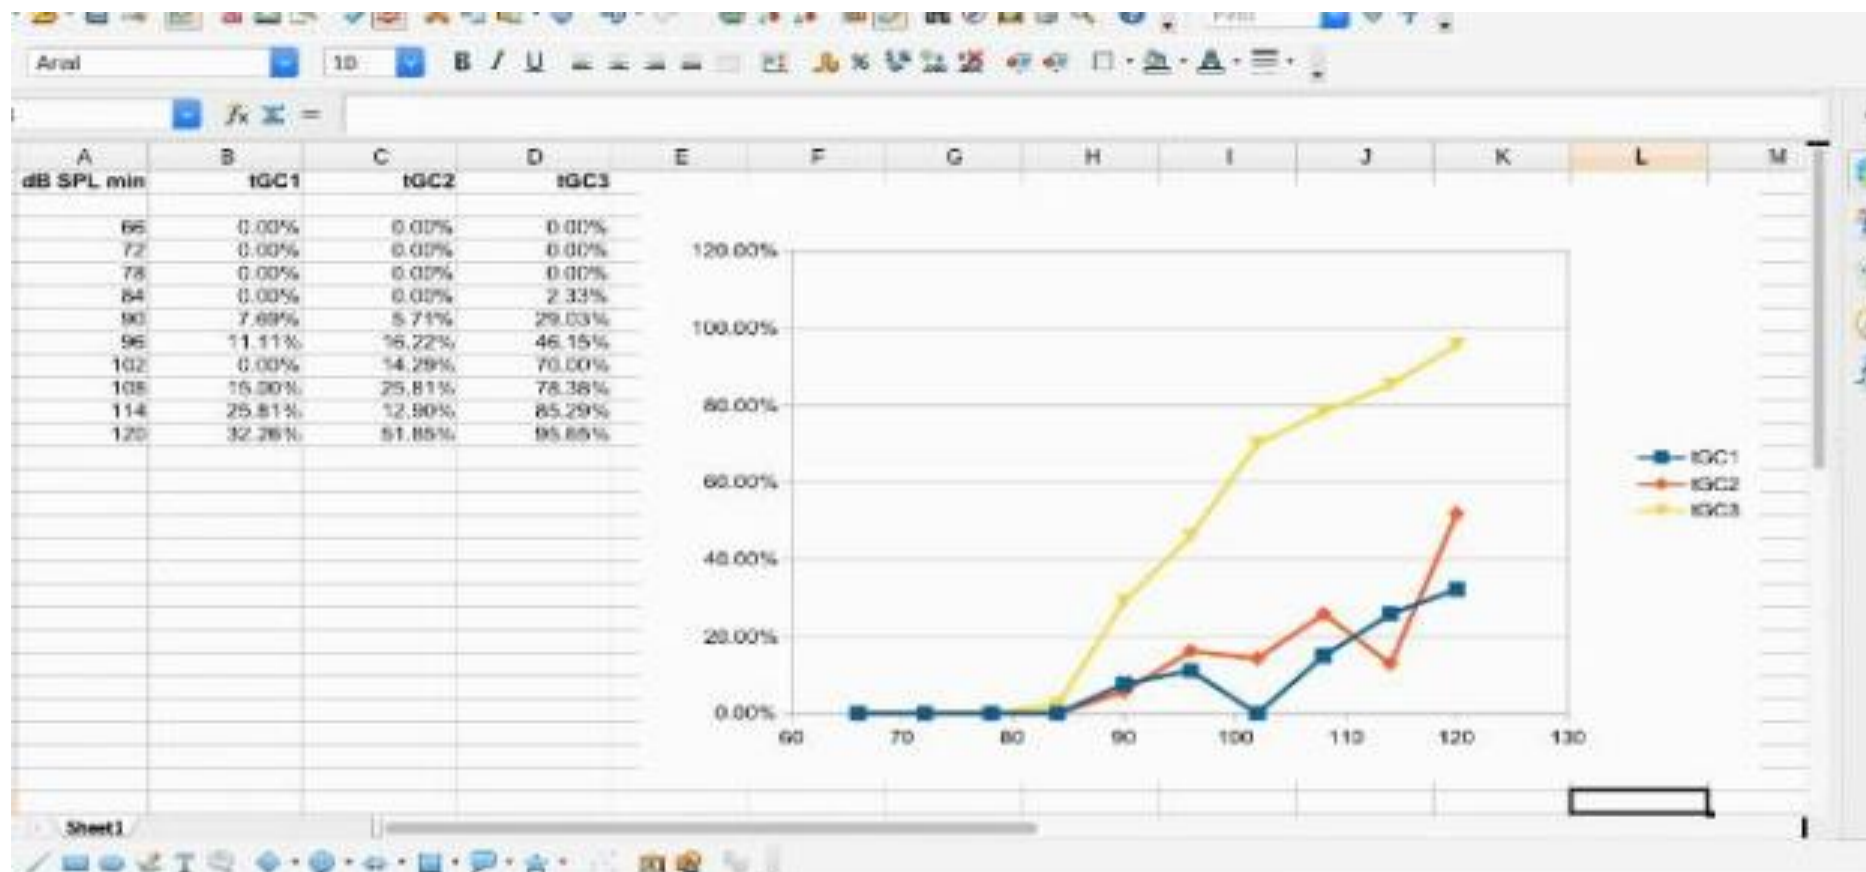 Arial 10 B I U
A B C D E F G H I J K L M
dB SPL min tGC1 tGC2 tGC3
66 0.00% 0.00% 0.00%
72 0.00% 0.00% 0.00%
78 0.00% 0.00% 0.00%
84 0.00% 0.00% 2.33%
90 7.69% 5.71% 29.03%
96 11.11% 16.22% 46.15%
102 0.00% 14.29% 70.00%
108 15.00% 25.81% 78.38%
114 25.81% 12.90% 85.29%
120 32.26% 51.85% 95.65%
120.00%
100.00%
80.00%
60.00%
40.00%
20.00%
0.00%
60 70 80 90 100 110 120 130
tGC1
tGC2
tGC3
Sheet1